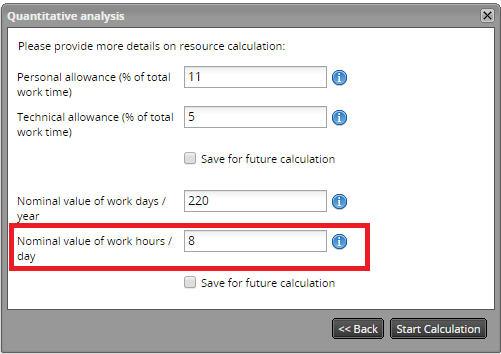 Quantitative analysis
Please provide more details on resource calculation:
Personal allowance (% of total
work time)
11
Technical allowance (% of total
work time)
5
Save for future calculation
Nominal value of work days /
year
220
Nominal value of work hours /
day
8
Save for future calculation
<< Back
Start Calculation